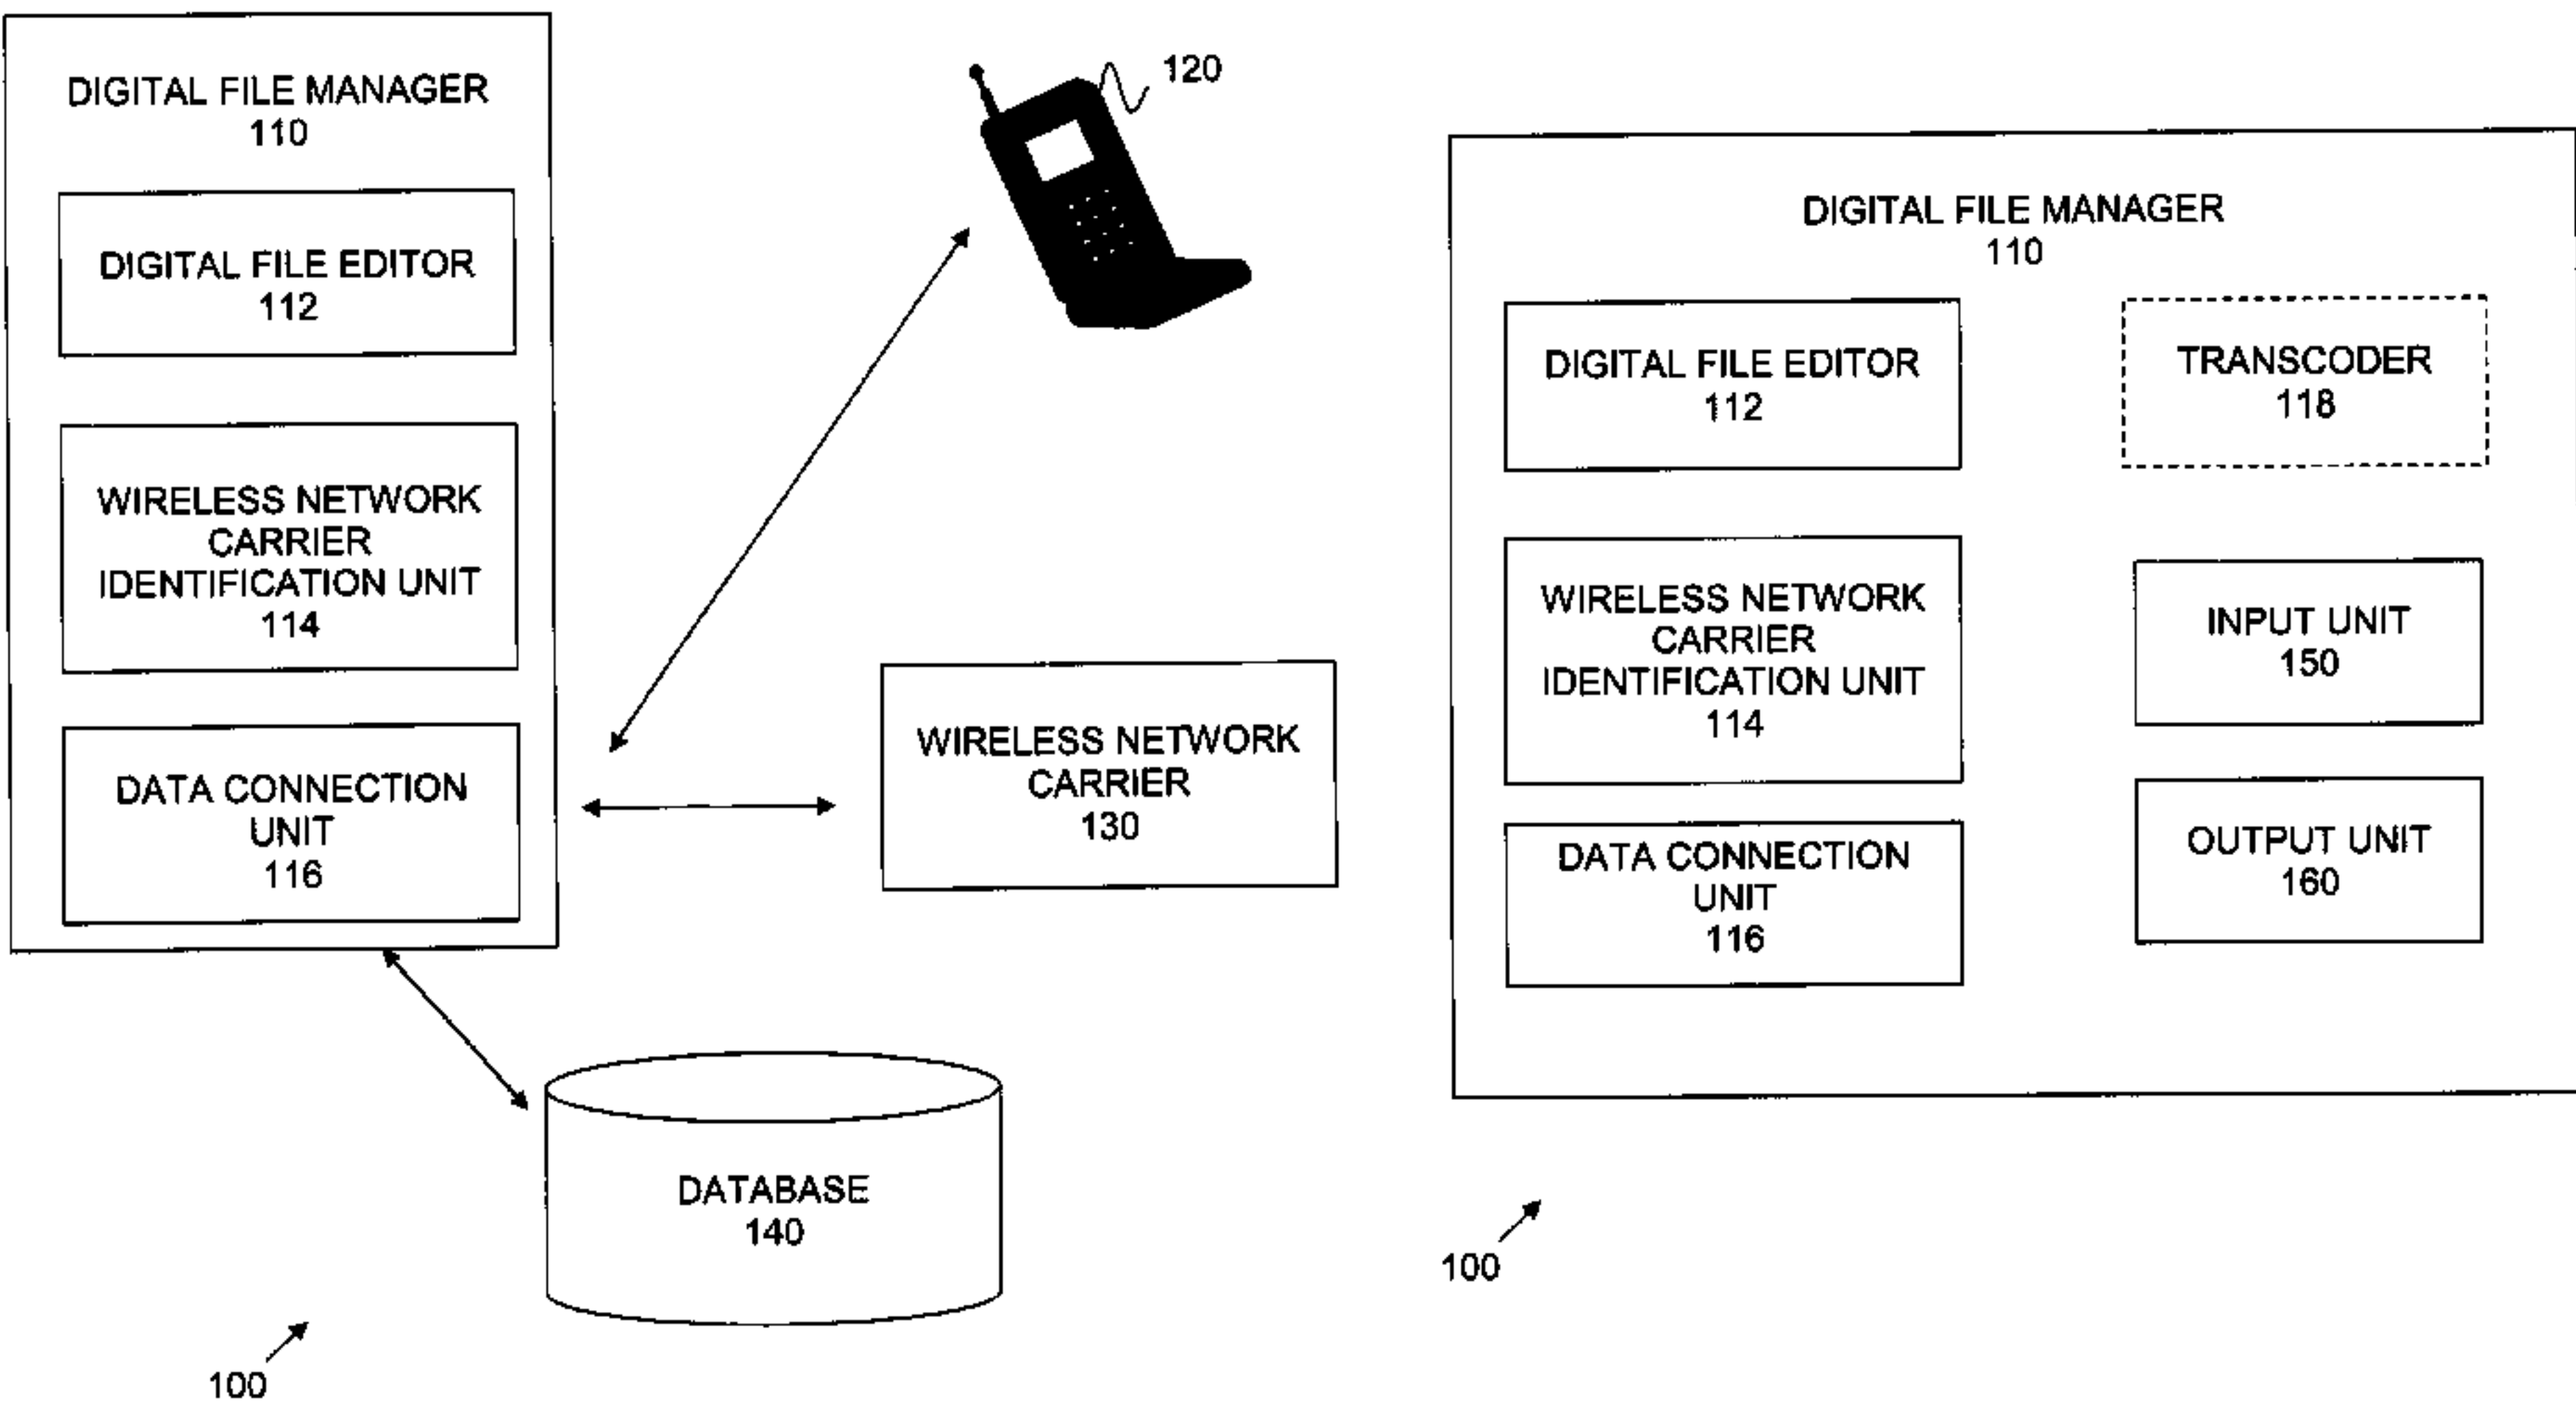 DIGITAL FILE MANAGER
110
DIGITAL FILE EDITOR
112
WIRELESS NETWORK
CARRIER
IDENTIFICATION UNIT
114
DATA CONNECTION
UNIT
116
120
WIRELESS NETWORK
CARRIER
130
DATABASE
140
100
DIGITAL FILE MANAGER
110
DIGITAL FILE EDITOR
112
TRANSCODER
118
WIRELESS NETWORK
CARRIER
IDENTIFICATION UNIT
114
INPUT UNIT
150
DATA CONNECTION
UNIT
116
OUTPUT UNIT
160
100